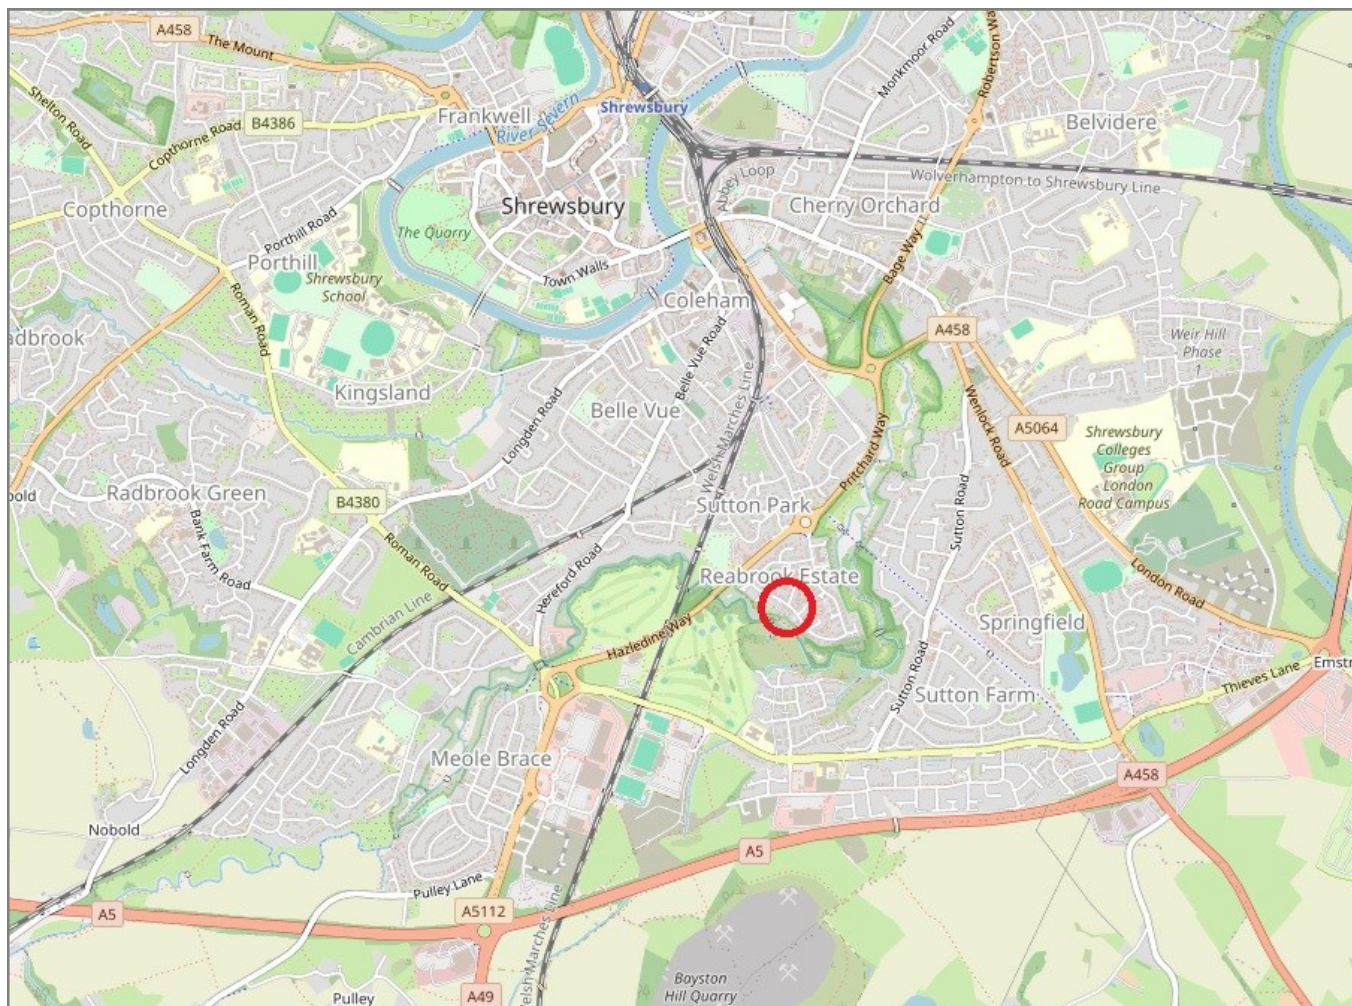 A458
The Mount
Shelton Road
B4386
Copthorne Road
Frankwell
River Severn
Shrewsbury
Monkmoor Road
Robertson Wa
Belvidere
Abbey Loop
Wolverhampton to Shrewsbury Line
Copthorne
Shrewsbury
Cherry Orchard
Porthill Road
The Quarry
Porthill
Shrewsbury
School
Town Walls
Bage Way
Coleham
Roman Road
adbrook
A458
Weir Hill
Phase
1
Belle Vue Road
Kingsland
Belle Vue
Longden Road
Welsh Marches Line
Wenlock Road
A5064
Shrewsbury
Colleges
Group -
London
Road Campus
Pritchard Way
bold
Radbrook Green
B4380
Welsh Marches Line
Sutton Park
Sutton Road
Bank Farm Road
Roman Road
Hereford Road
Reabrook Estate
London Road
Cambrian Line
Hazledine Way
Springfield
Emstr
Thieves Lane
Sutton Road
Sutton Farm
Longden Road
Meole Brace
A458
Nobold
A5
Pulley Lane
A5
A5112
Welsh Marches Line
Bayston
Hill Quarry
Pulley
A49